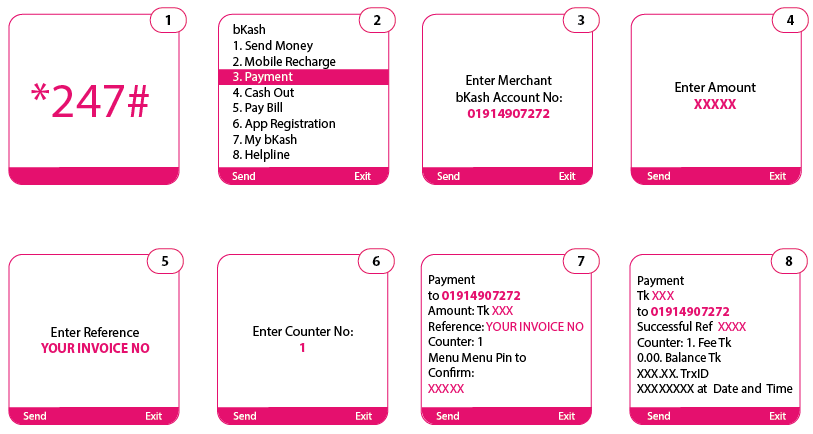 1
*247#
2
bKash
1. Send Money
2. Mobile Recharge
3. Payment
4. Cash Out
5. Pay Bill
6. App Registration
7. My bKash
8. Helpline
Send Exit
3
Enter Merchant
bKash Account No:
01914907272
Send Exit
4
Enter Amount
XXXXX
Send Exit
5
Enter Reference
YOUR INVOICE NO
Send Exit
6
Enter Counter No:
1
Send Exit
7
Payment
to 01914907272
Amount: Tk XXX
Reference: YOUR INVOICE NO
Counter: 1
Menu Menu Pin to
Confirm:
XXXXX
Send Exit
8
Payment
Tk XXX
to 01914907272
Successful Ref XXXX
Counter: 1. Fee Tk
0.00. Balance Tk
XXX.XX. TrxID
XXXXXXXX at Date and Time
Send Exit